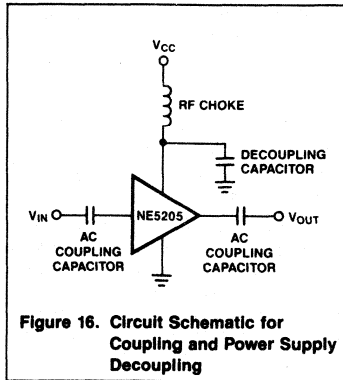 VCC
RF CHOKE
DECOUPLING
CAPACITOR
VIN
NE5205
VOUT
AC
COUPLING
CAPACITOR
AC
COUPLING
CAPACITOR
Figure 16. Circuit Schematic for
Coupling and Power Supply
Decoupling